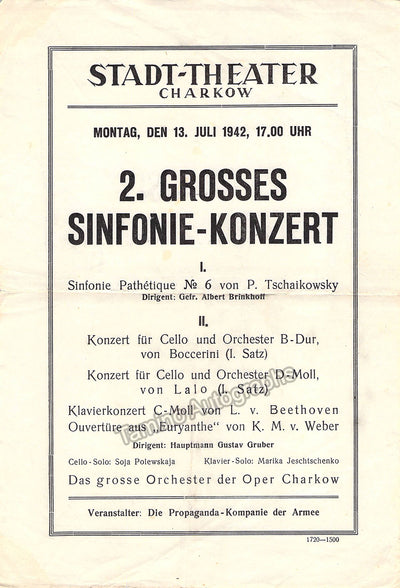 STADT-THEATER
CHARKOW
MONTAG, DEN 13. JULI 1942, 17.00 UHR
2. GROSSES
SINFONIE-KONZERT
I.
Sinfonie Pathétique № 6 von P. Tschaikowsky
Dirigent: Gefr. Albert Brinkhoff
II.
Konzert für Cello und Orchester B-Dur,
von Boccerini (I. Satz)
Konzert für Cello und Orchester D-Moll,
von Lalo (I. Satz)
Klavierkonzert C-Moll von L. v. Beethoven
Ouvertüre aus „Euryanthe" von K. M. v. Weber
Tamino Autographs
Dirigent: Hauptmann Gustav Gruber
Cello-Solo: Soja Polewskaja Klavier-Solo: Marika Jeschtschenko
Das grosse Orchester der Oper Charkow
Veranstalter: Die Propaganda-Kompanie der Armee
1720—1500